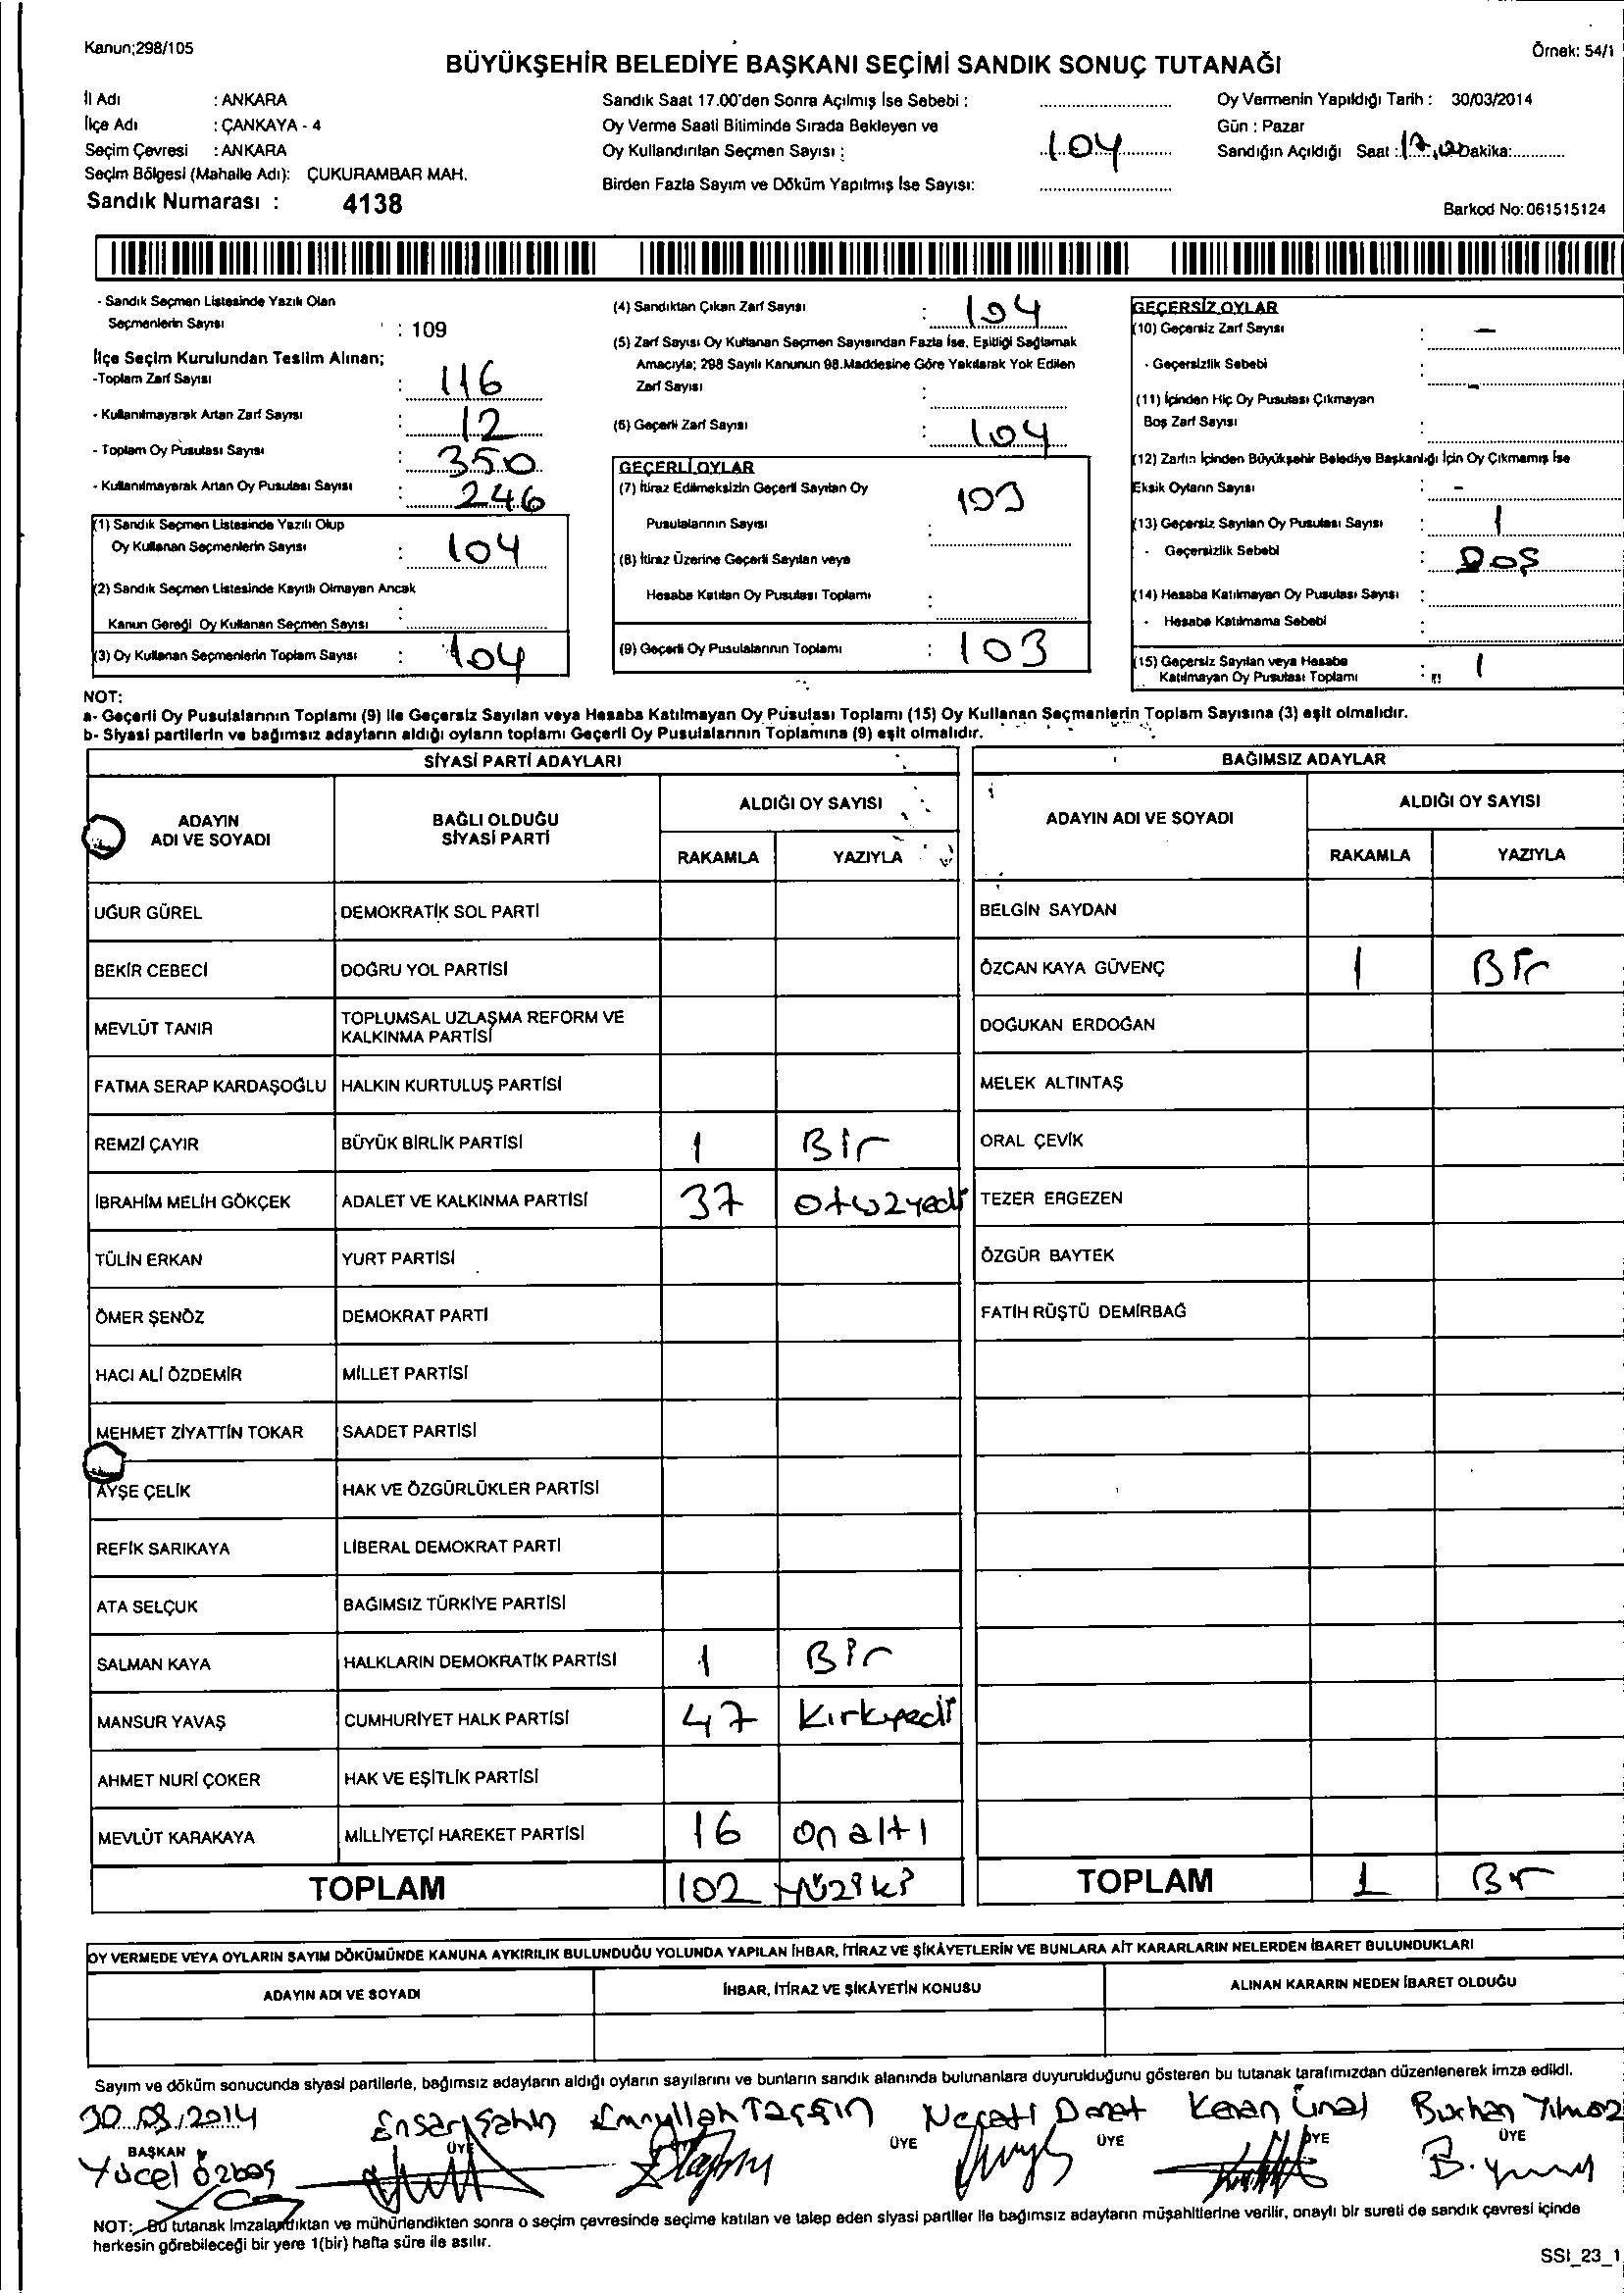 Kanun;298/105
Örnek: 54/1
BÜYÜKŞEHİR BELEDİYE BAŞKANI SEÇİMİ SANDIK SONUÇ TUTANAĞI
İl Adı : ANKARA
İlçe Adı : ÇANKAYA - 4
Seçim Çevresi : ANKARA
Seçim Bölgesi (Mahalle Adı): ÇUKURAMBAR MAH.
Sandık Numarası : 4138
Sandık Saat 17.00'den Sonra Açılmış İse Sebebi :
Oy Verme Saati Bitiminde Sırada Bekleyen ve
Oy Kullandırılan Seçmen Sayısı : 104
Birden Fazla Sayım ve Döküm Yapılmış İse Sayısı:
Oy Vermenin Yapıldığı Tarih : 30/03/2014
Gün : Pazar
Sandığın Açıldığı Saat : 17, Dakika:
Barkod No: 061515124
- Sandık Seçmen Listesinde Yazılı Olan
Seçmenlerin Sayısı : 109
İlçe Seçim Kurulundan Teslim Alınan;
-Toplam Zarf Sayısı : 116
- Kullanılmayarak Artan Zarf Sayısı : 12
- Toplam Oy Pusulası Sayısı : 350
- Kullanılmayarak Artan Oy Pusulası Sayısı : 246
(1) Sandık Seçmen Listesinde Yazılı Olup
Oy Kullanan Seçmenlerin Sayısı : 104
(2) Sandık Seçmen Listesinde Kayıtlı Olmayan Ancak
Kanun Gereği Oy Kullanan Seçmen Sayısı :
(3) Oy Kullanan Seçmenlerin Toplam Sayısı : 104
(4) Sandıktan Çıkan Zarf Sayısı : 104
(5) Zarf Sayısı Oy Kullanan Seçmen Sayısından Fazla İse, Eşitliği Sağlamak
Amacıyla; 298 Sayılı Kanunun 98.Maddesine Göre Yakılarak Yok Edilen
Zarf Sayısı :
(6) Geçerli Zarf Sayısı : 104
GEÇERLİ OYLAR
(7) İtiraz Edilmeksizin Geçerli Sayılan Oy
Pusulalarının Sayısı : 103
(8) İtiraz Üzerine Geçerli Sayılan veya
Hesaba Katılan Oy Pusulası Toplamı :
(9) Geçerli Oy Pusulalarının Toplamı : 103
GEÇERSİZ OYLAR
(10) Geçersiz Zarf Sayısı : -
- Geçersizlik Sebebi :
(11) İçinden Hiç Oy Pusulası Çıkmayan
Boş Zarf Sayısı : -
(12) Zarfın İçinden Büyükşehir Belediye Başkanlığı İçin Oy Çıkmamış İse
Eksik Oyların Sayısı : -
(13) Geçersiz Sayılan Oy Pusulası Sayısı : 1
- Geçersizlik Sebebi : Boş
(14) Hesaba Katılmayan Oy Pusulası Sayısı :
- Hesaba Katılmama Sebebi :
(15) Geçersiz Sayılan veya Hesaba
Katılmayan Oy Pusulası Toplamı : 1
NOT:
a- Geçerli Oy Pusulalarının Toplamı (9) ile Geçersiz Sayılan veya Hesaba Katılmayan Oy Pusulası Toplamı (15) Oy Kullanan Seçmenlerin Toplam Sayısına (3) eşit olmalıdır.
b- Siyasi partilerin ve bağımsız adayların aldığı oyların toplamı Geçerli Oy Pusulalarının Toplamına (9) eşit olmalıdır.
SİYASİ PARTİ ADAYLARI
ADAYIN ADI VE SOYADI
BAĞLI OLDUĞU SİYASİ PARTİ
ALDIĞI OY SAYISI
RAKAMLA YAZIYLA
UĞUR GÜREL DEMOKRATİK SOL PARTİ
BEKİR CEBECİ DOĞRU YOL PARTİSİ
MEVLÜT TANIR TOPLUMSAL UZLAŞMA REFORM VE
KALKINMA PARTİSİ
FATMA SERAP KARDAŞOĞLU HALKIN KURTULUŞ PARTİSİ
REMZİ ÇAYIR BÜYÜK BİRLİK PARTİSİ 1 Bir
İBRAHİM MELİH GÖKÇEK ADALET VE KALKINMA PARTİSİ 37 otuzyedi
TÜLİN ERKAN YURT PARTİSİ
ÖMER ŞENÖZ DEMOKRAT PARTİ
HACI ALİ ÖZDEMİR MİLLET PARTİSİ
MEHMET ZİYATTİN TOKAR SAADET PARTİSİ
AYŞE ÇELİK HAK VE ÖZGÜRLÜKLER PARTİSİ
REFİK SARIKAYA LİBERAL DEMOKRAT PARTİ
ATA SELÇUK BAĞIMSIZ TÜRKİYE PARTİSİ
SALMAN KAYA HALKLARIN DEMOKRATİK PARTİSİ 1 Bir
MANSUR YAVAŞ CUMHURİYET HALK PARTİSİ 47 Kırkyedi
AHMET NURİ ÇOKER HAK VE EŞİTLİK PARTİSİ
MEVLÜT KARAKAYA MİLLİYETÇİ HAREKET PARTİSİ 16 on altı
TOPLAM 102 yüziki
BAĞIMSIZ ADAYLAR
ADAYIN ADI VE SOYADI
ALDIĞI OY SAYISI
RAKAMLA YAZIYLA
BELGİN SAYDAN
ÖZCAN KAYA GÜVENÇ 1 Bir
DOĞUKAN ERDOĞAN
MELEK ALTINTAŞ
ORAL ÇEVİK
TEZER ERGEZEN
ÖZGÜR BAYTEK
FATİH RÜŞTÜ DEMİRBAĞ
TOPLAM 1 Bir
OY VERMEDE VEYA OYLARIN SAYIM DÖKÜMÜNDE KANUNA AYKIRILIK BULUNDUĞU YOLUNDA YAPILAN İHBAR, İTİRAZ VE ŞİKÂYETLERİN VE BUNLARA AİT KARARLARIN NELERDEN İBARET BULUNDUKLARI
ADAYIN ADI VE SOYADI
İHBAR, İTİRAZ VE ŞİKÂYETİN KONUSU
ALINAN KARARIN NEDEN İBARET OLDUĞU
Sayım ve döküm sonucunda siyasi partilerle, bağımsız adayların aldığı oyların sayılarını ve bunların sandık alanında bulunanlara duyurulduğunu gösteren bu tutanak tarafımızdan düzenlenerek imza edildi.
30.03.2014 Ensar Şahin Necati Donat Kenan Ünal Burhan Yılmaz
BAŞKAN ÜYE ÜYE ÜYE ÜYE ÜYE
Yücel Özbaş B.
NOT: Bu tutanak imzalandıktan ve mühürlendikten sonra o seçim çevresinde seçime katılan ve talep eden siyasi partiler ile bağımsız adayların müşahitlerine verilir, onaylı bir sureti de sandık çevresi içinde
herkesin görebileceği bir yere 1(bir) hafta süre ile asılır.
SSI_23_1